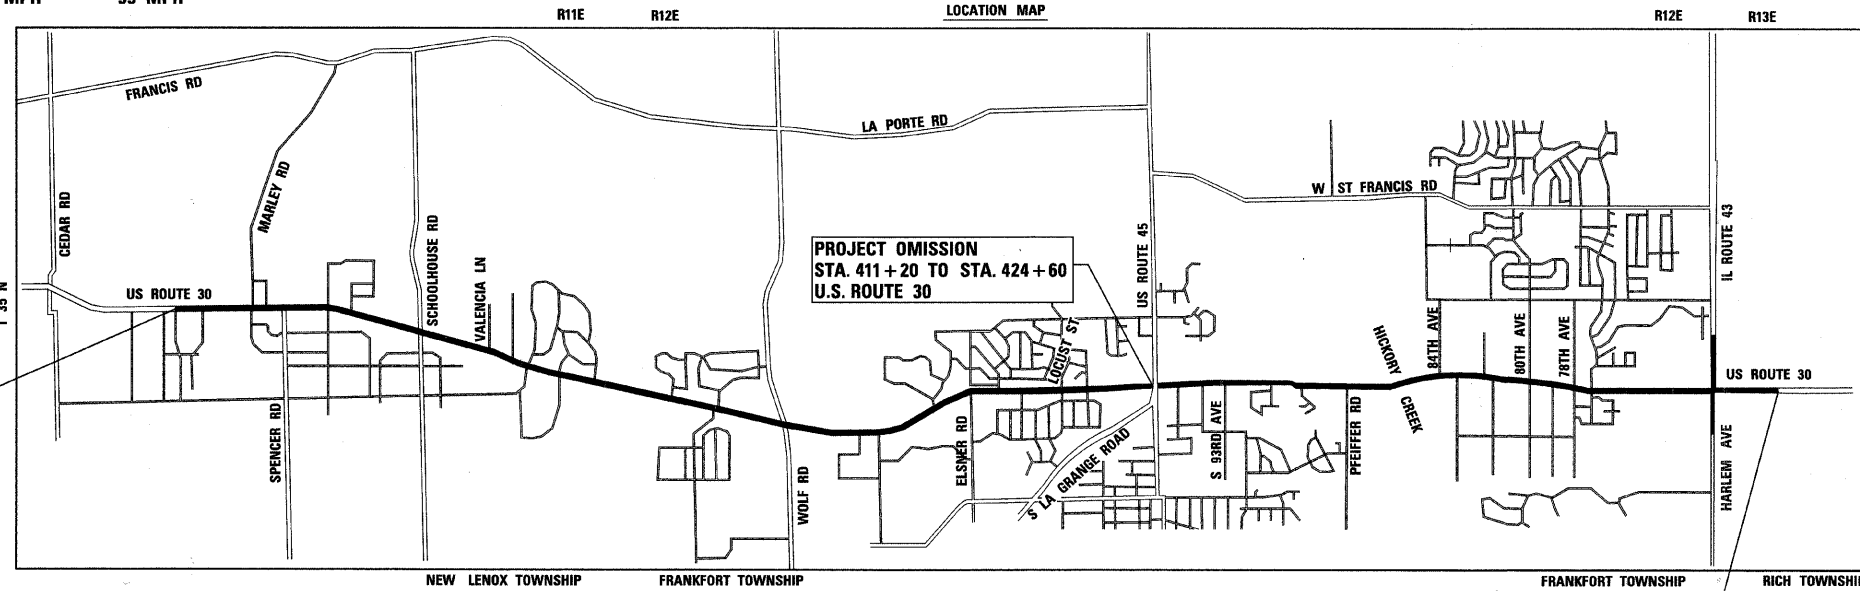 LOCATION MAP
R11E
R12E
R12E
R13E
FRANCIS RD
LA PORTE RD
MARLEY RD
CEDAR RD
W ST FRANCIS RD
SCHOOLHOUSE RD
VALENCIA LN
US ROUTE 45
IL ROUTE 43
PROJECT OMISSION
STA. 411+20 TO STA. 424+60
U.S. ROUTE 30
US ROUTE 30
LOCUST ST
HICKORY
CREEK
84TH AVE
80TH AVE
78TH AVE
US ROUTE 30
SPENCER RD
WOLF RD
ELSNER RD
S LA GRANGE ROAD
S 93RD AVE
PFEIFFER RD
HARLEM AVE
NEW LENOX TOWNSHIP
FRANKFORT TOWNSHIP
FRANKFORT TOWNSHIP
RICH TOWNSHIP